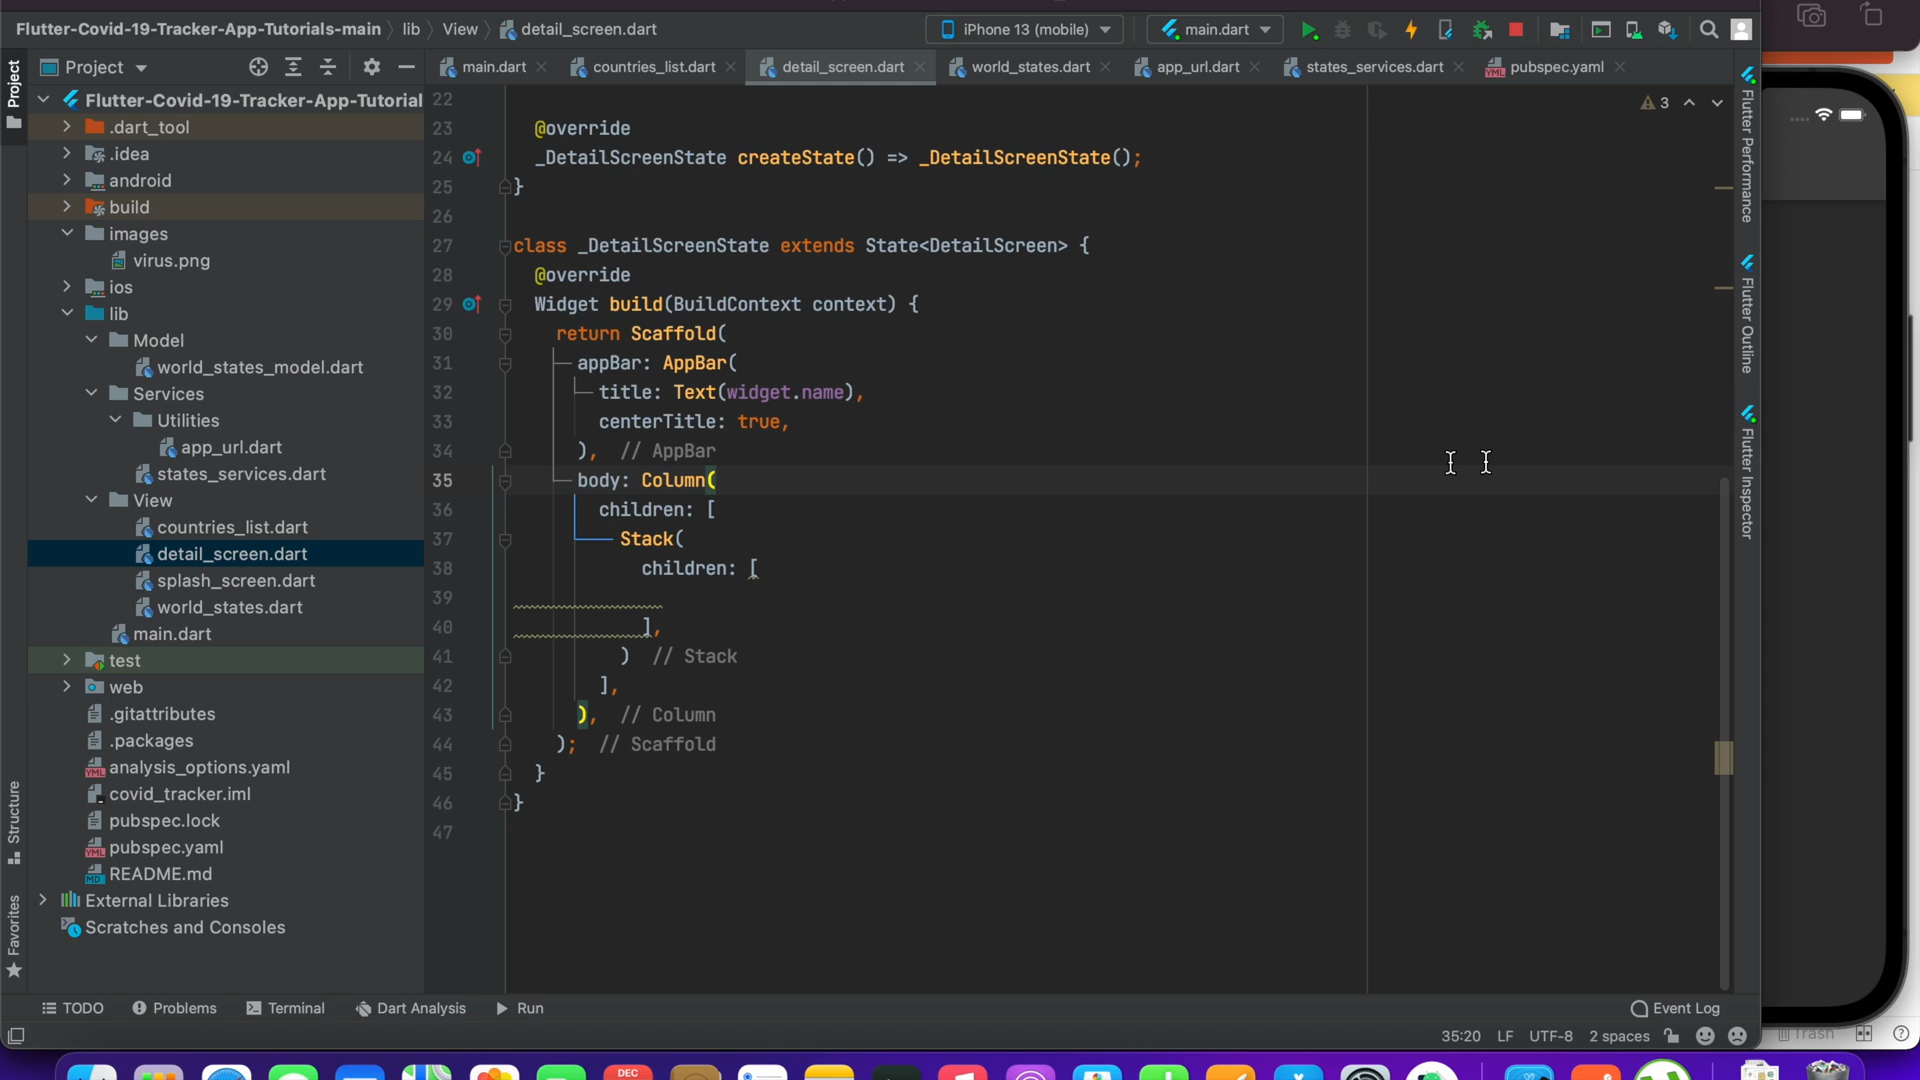 Flutter-Covid-19-Tracker-App-Tutorials-main lib View detail_screen.dart iPhone 13 (mobile) main.dart
Project main.dart countries_list.dart detail_screen.dart world_states.dart app_url.dart states_services.dart pubspec.yaml
Project
Flutter-Covid-19-Tracker-App-Tutorial
.dart_tool
.idea
android
build
images
virus.png
ios
lib
Model
world_states_model.dart
Services
Utilities
app_url.dart
states_services.dart
View
countries_list.dart
detail_screen.dart
splash_screen.dart
world_states.dart
main.dart
test
web
.gitattributes
.packages
analysis_options.yaml
covid_tracker.iml
pubspec.lock
pubspec.yaml
README.md
External Libraries
Scratches and Consoles
Structure
Favorites
22
23 @override
24 _DetailScreenState createState() => _DetailScreenState();
25 }
26
27 class _DetailScreenState extends State<DetailScreen> {
28 @override
29 Widget build(BuildContext context) {
30 return Scaffold(
31 appBar: AppBar(
32 title: Text(widget.name),
33 centerTitle: true,
34 ), // AppBar
35 body: Column(
36 children: [
37 Stack(
38 children: [
39
40 ],
41 ) // Stack
42 ],
43 ), // Column
44 ); // Scaffold
45 }
46 }
47
3
Flutter Performance
Flutter Outline
Flutter Inspector
TODO Problems Terminal Dart Analysis Run Event Log
35:20 LF UTF-8 2 spaces
Trash
DEC